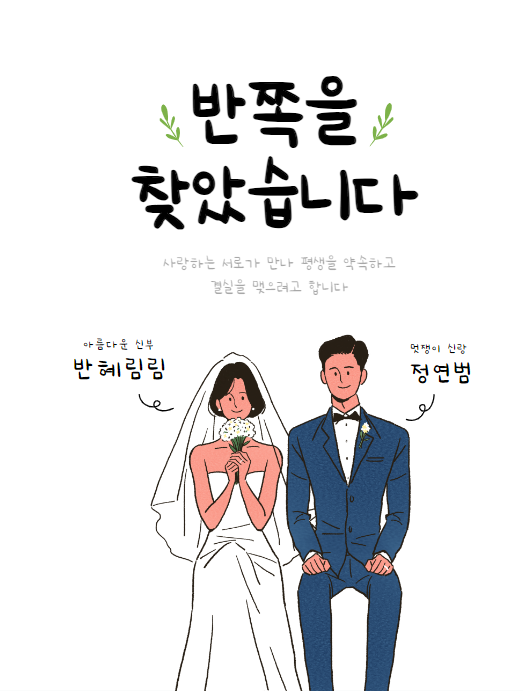 반쪽을
찾았습니다
사랑하는 서로가 만나 평생을 약속하고
결실을 맺으려고 합니다
아름다운 신부
반혜림림
멋쟁이 신랑
정연범